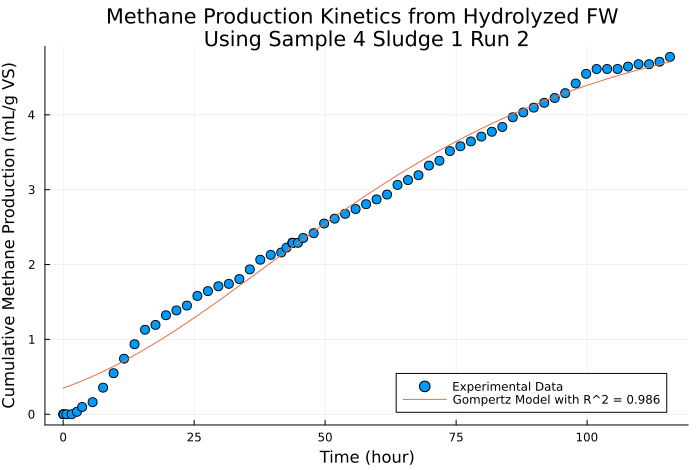 Methane Production Kinetics from Hydrolyzed FW
Using Sample 4 Sludge 1 Run 2
Cumulative Methane Production (mL/g VS)
4
3
2
1
0
Experimental Data
Gompertz Model with R^2 = 0.986
0 25 50 75 100
Time (hour)